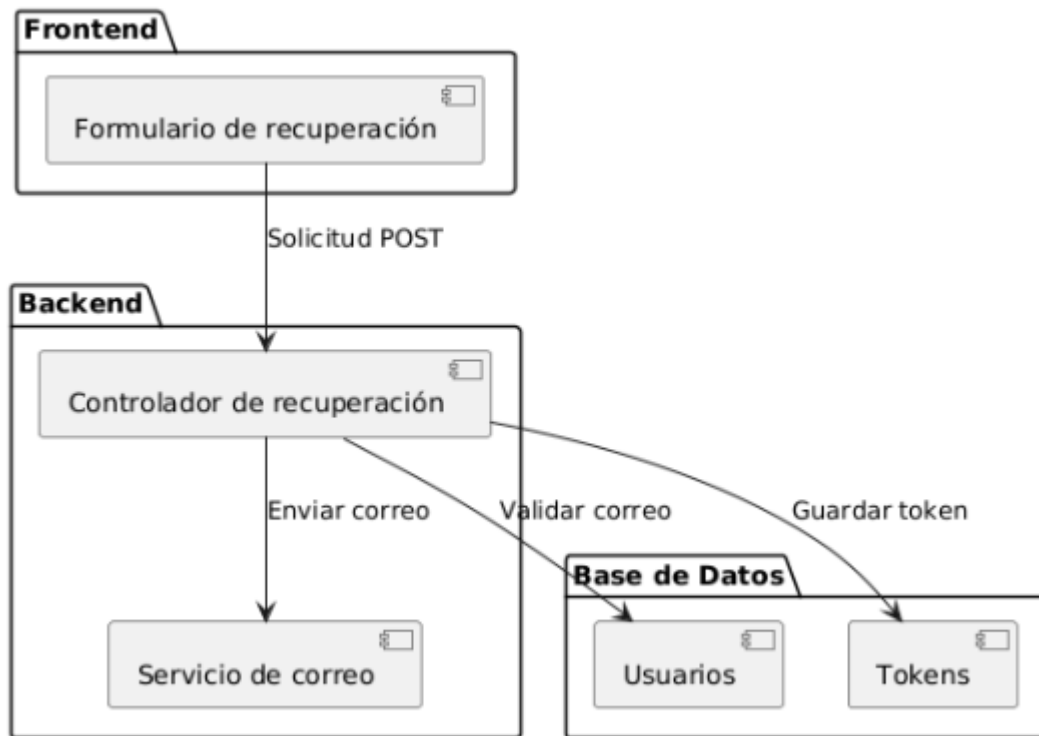 Frontend
Formulario de recuperación
Solicitud POST
Backend
Controlador de recuperación
Enviar correo
Validar correo
Guardar token
Base de Datos
Servicio de correo
Usuarios
Tokens